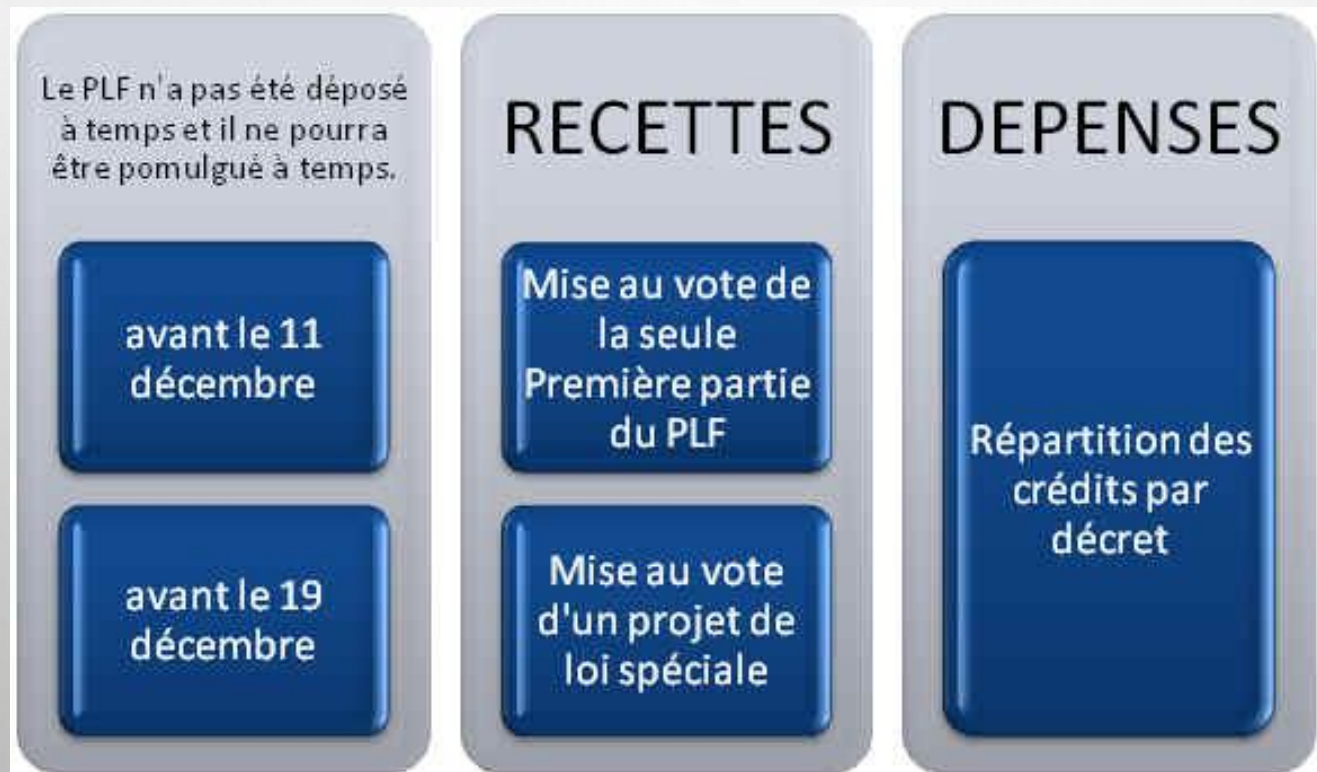 Le PLF n'a pas été déposé
à temps et il ne pourra
être pomulgué à temps.
avant le 11
décembre
avant le 19
décembre
RECETTES
Mise au vote de
la seule
Première partie
du PLF
Mise au vote
d'un projet de
loi spéciale
DEPENSES
Répartition des
crédits par
décret